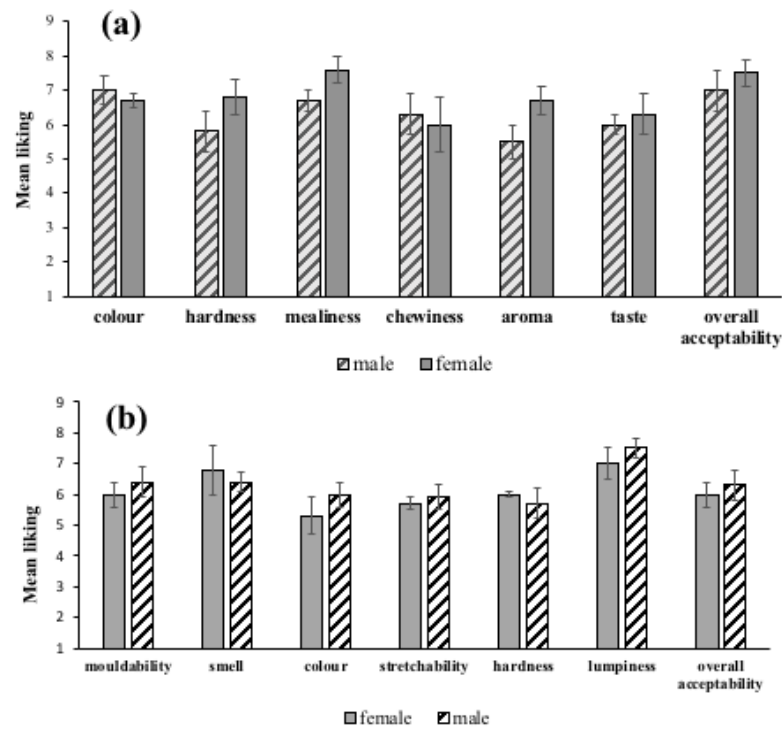 (a)
Mean liking
9
8
7
6
5
4
3
2
1
colour hardness mealiness chewiness aroma taste overall
acceptability
male female
(b)
Mean liking
9
8
7
6
5
4
3
2
1
mouldability smell colour stretchability hardness lumpiness overall
acceptability
female male